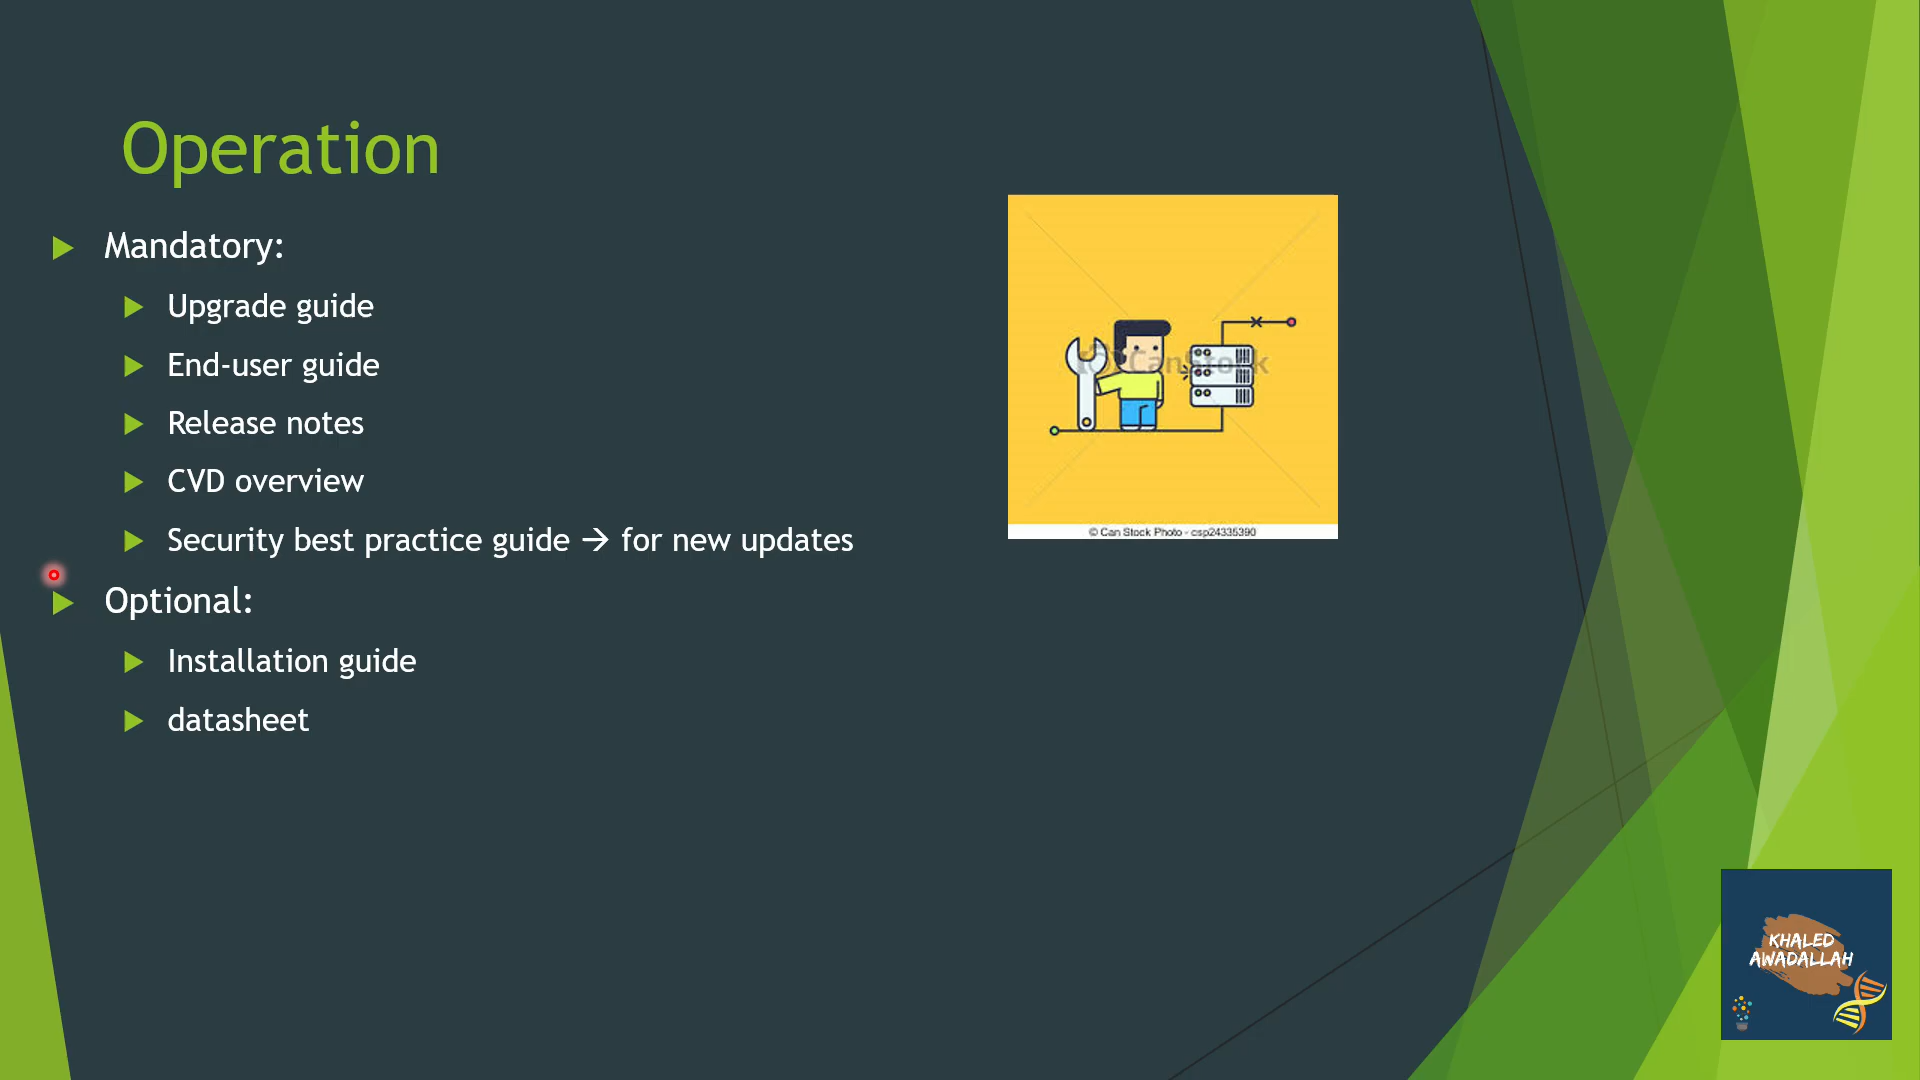 Operation
Mandatory:
Upgrade guide
End-user guide
Release notes
CVD overview
Security best practice guide → for new updates
Optional:
Installation guide
datasheet
CanStock
© Can Stock Photo - csp24335390
KHALED
AWADALLAH